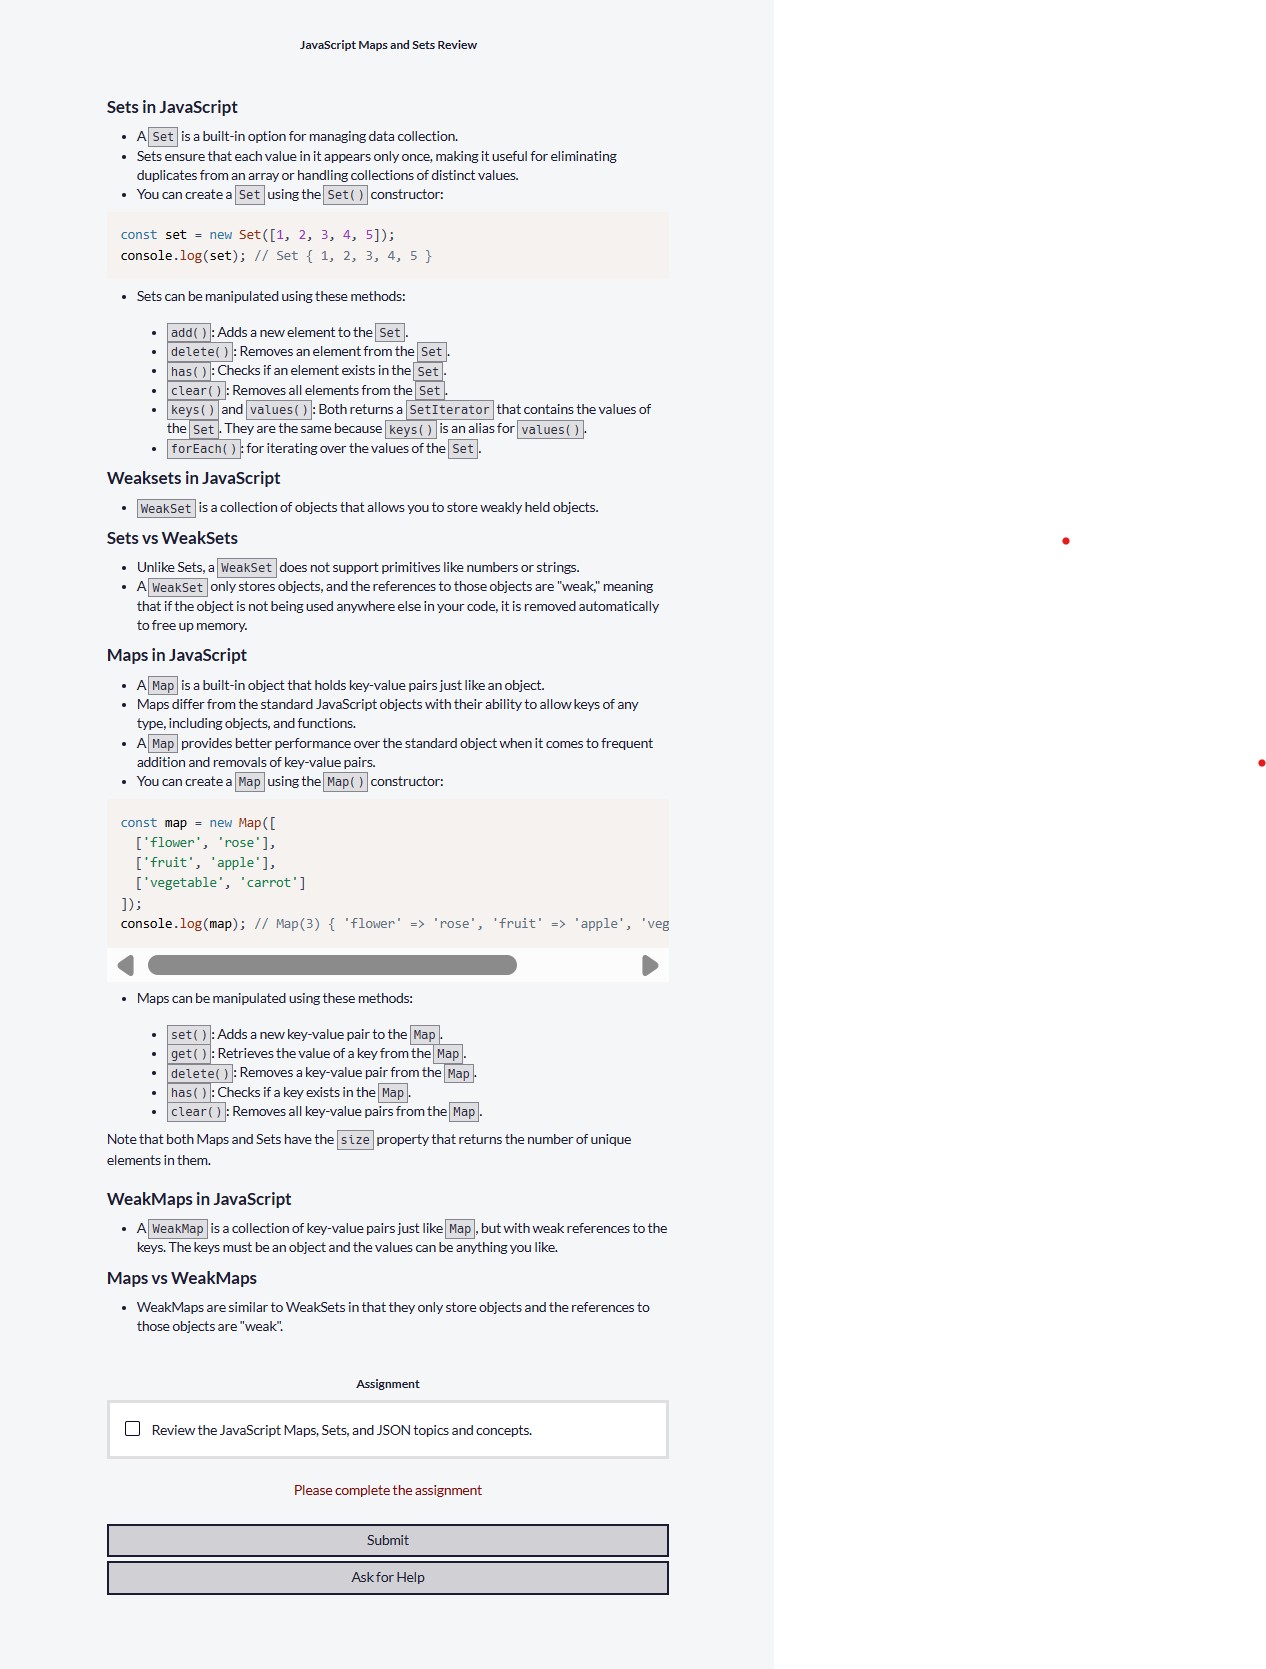 JavaScript Maps and Sets Review
Sets in JavaScript
A Set is a built-in option for managing data collection.
Sets ensure that each value in it appears only once, making it useful for eliminating
duplicates from an array or handling collections of distinct values.
You can create a Set using the Set() constructor:
const set = new Set([1, 2, 3, 4, 5]);
console.log(set); // Set { 1, 2, 3, 4, 5 }
Sets can be manipulated using these methods:
add(): Adds a new element to the Set.
delete(): Removes an element from the Set.
has(): Checks if an element exists in the Set.
clear(): Removes all elements from the Set.
keys() and values(): Both returns a SetIterator that contains the values of
the Set. They are the same because keys() is an alias for values().
forEach(): for iterating over the values of the Set.
Weaksets in JavaScript
WeakSet is a collection of objects that allows you to store weakly held objects.
Sets vs WeakSets
Unlike Sets, a WeakSet does not support primitives like numbers or strings.
A WeakSet only stores objects, and the references to those objects are "weak," meaning
that if the object is not being used anywhere else in your code, it is removed automatically
to free up memory.
Maps in JavaScript
A Map is a built-in object that holds key-value pairs just like an object.
Maps differ from the standard JavaScript objects with their ability to allow keys of any
type, including objects, and functions.
A Map provides better performance over the standard object when it comes to frequent
addition and removals of key-value pairs.
You can create a Map using the Map() constructor:
const map = new Map([
['flower', 'rose'],
['fruit', 'apple'],
['vegetable', 'carrot']
]);
console.log(map); // Map(3) { 'flower' => 'rose', 'fruit' => 'apple', 'veg
Maps can be manipulated using these methods:
set(): Adds a new key-value pair to the Map.
get(): Retrieves the value of a key from the Map.
delete(): Removes a key-value pair from the Map.
has(): Checks if a key exists in the Map.
clear(): Removes all key-value pairs from the Map.
Note that both Maps and Sets have the size property that returns the number of unique
elements in them.
WeakMaps in JavaScript
A WeakMap is a collection of key-value pairs just like Map, but with weak references to the
keys. The keys must be an object and the values can be anything you like.
Maps vs WeakMaps
WeakMaps are similar to WeakSets in that they only store objects and the references to
those objects are "weak".
Assignment
Review the JavaScript Maps, Sets, and JSON topics and concepts.
Please complete the assignment
Submit
Ask for Help